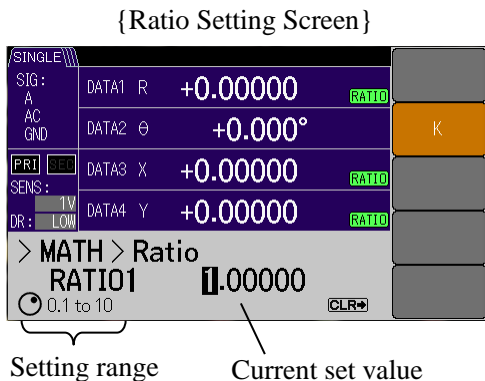 {Ratio Setting Screen}
SINGLE
SIG:
A
AC
GND
PRI SEC
SENS:
1V
DR: LOW
DATA1 R +0.00000 RATIO
DATA2 θ +0.000°
DATA3 X +0.00000 RATIO
DATA4 Y +0.00000 RATIO
K
> MATH > Ratio
RATIO1 1.00000
0.1 to 10 CLR→
Setting range Current set value